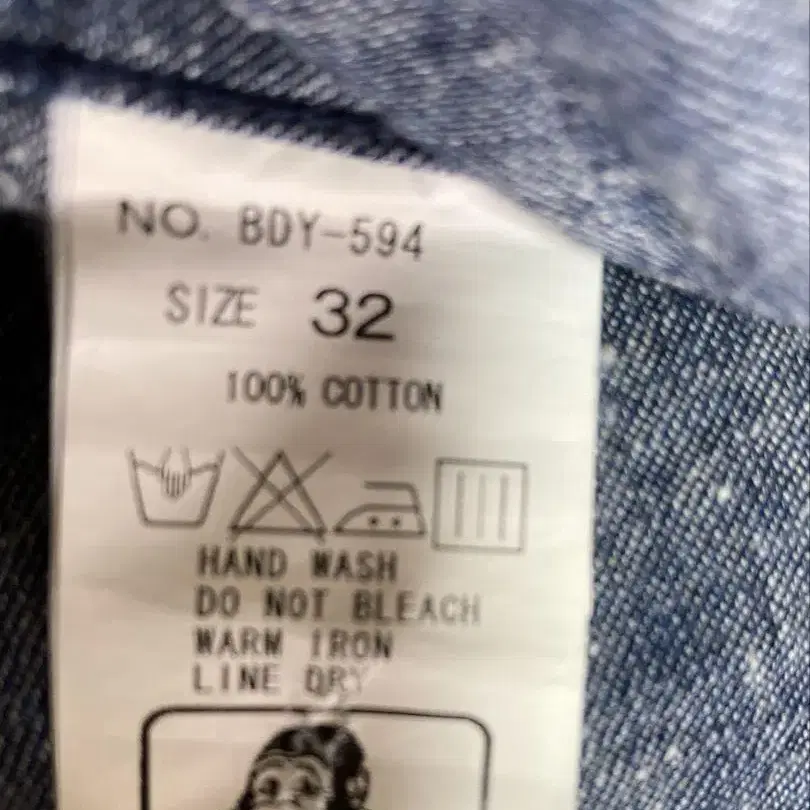 NO. BDY-594
SIZE 32
100% COTTON
HAND WASH
DO NOT BLEACH
WARM IRON
LINE DRY